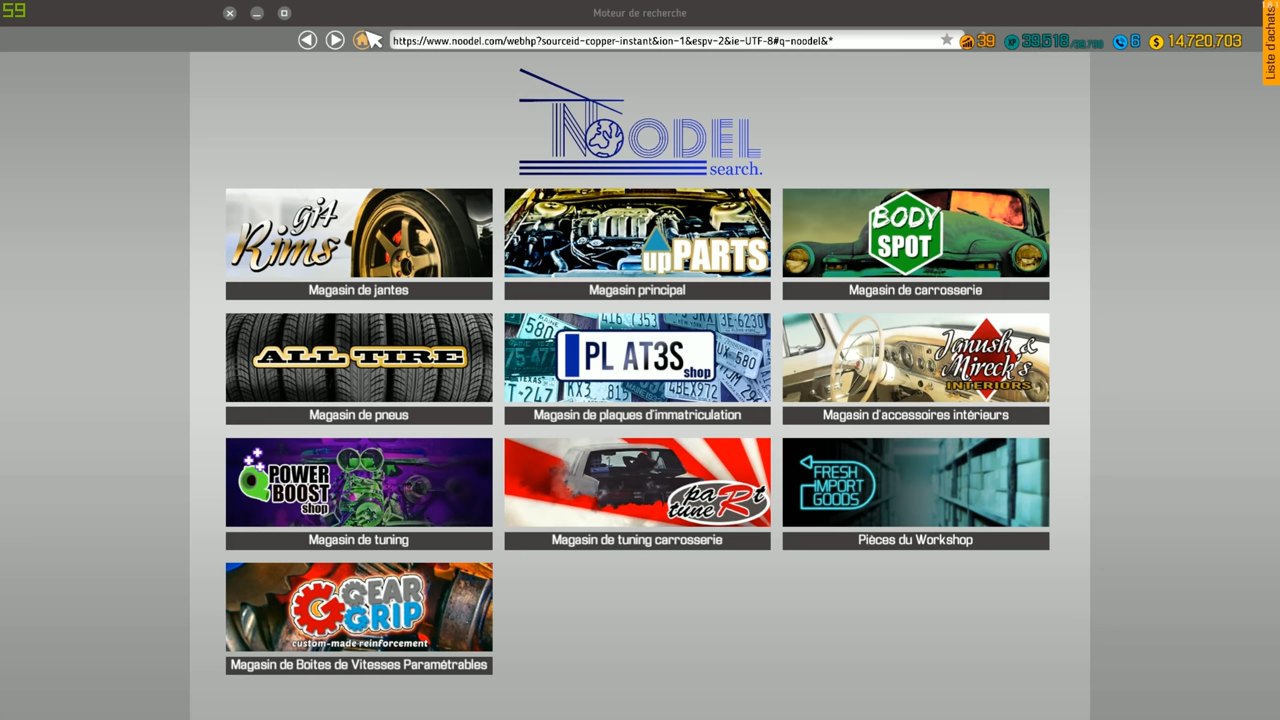 59
Moteur de recherche
https://www.noodel.com/webhp?sourceid-copper-instant&ion-1&espv-2&ie-UTF-8#q-noodel&*
39
39,518
6
14,720,703
Liste d'achats
NOODEL
search.
gj4
Rims
Magasin de jantes
upPARTS
Magasin principal
BODY
SPOT
Magasin de carrosserie
ALL TIRE
Magasin de pneus
PL AT3S
shop
Magasin de plaques d'immatriculation
Janush &
Mireck's
INTERIORS
Magasin d'accessoires intérieurs
POWER
BOOST
shop
Magasin de tuning
paRt
tune
Magasin de tuning carrosserie
FRESH
IMPORT
GOODS
Pièces du Workshop
GEAR
GRIP
custom-made reinforcement
Magasin de Boites de Vitesses Paramétrables